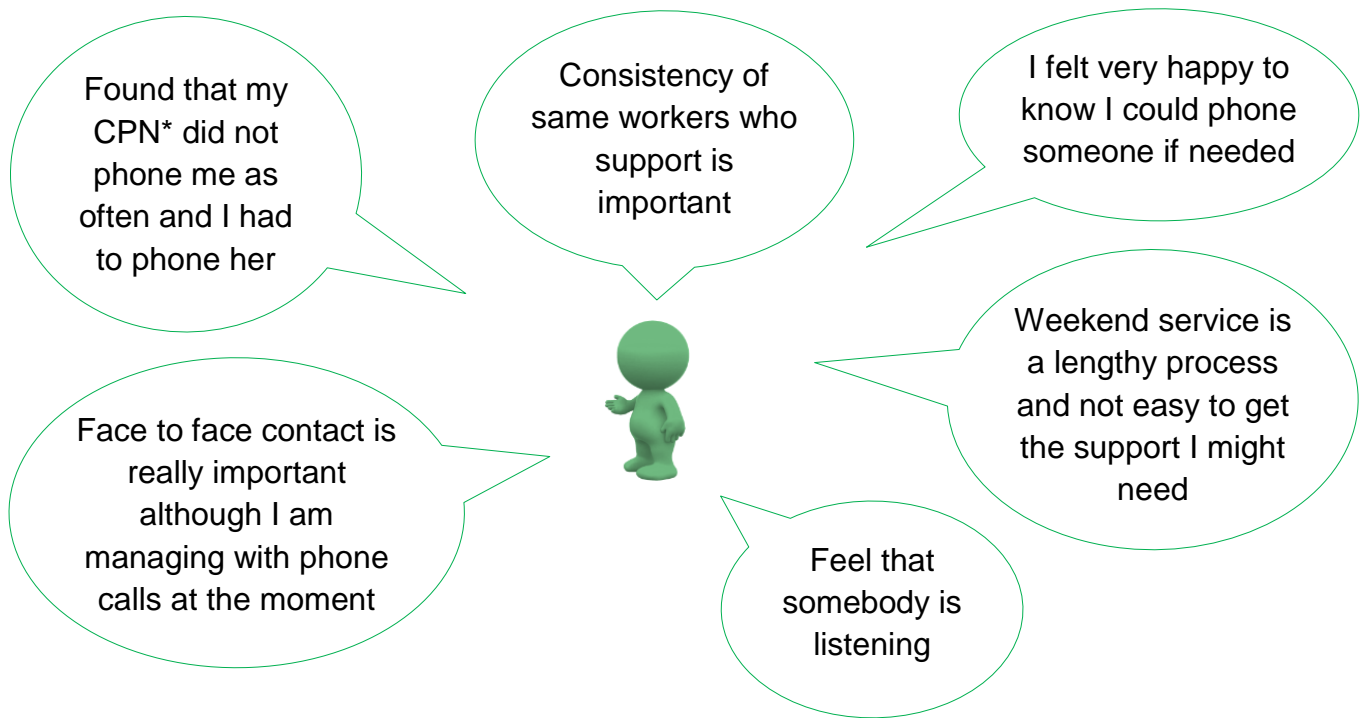 Found that my
CPN* did not
phone me as
often and I had
to phone her
Consistency of
same workers who
support is
important
I felt very happy to
know I could phone
someone if needed
Weekend service is
a lengthy process
and not easy to get
the support I might
need
Face to face contact is
really important
although I am
managing with phone
calls at the moment
Feel that
somebody is
listening